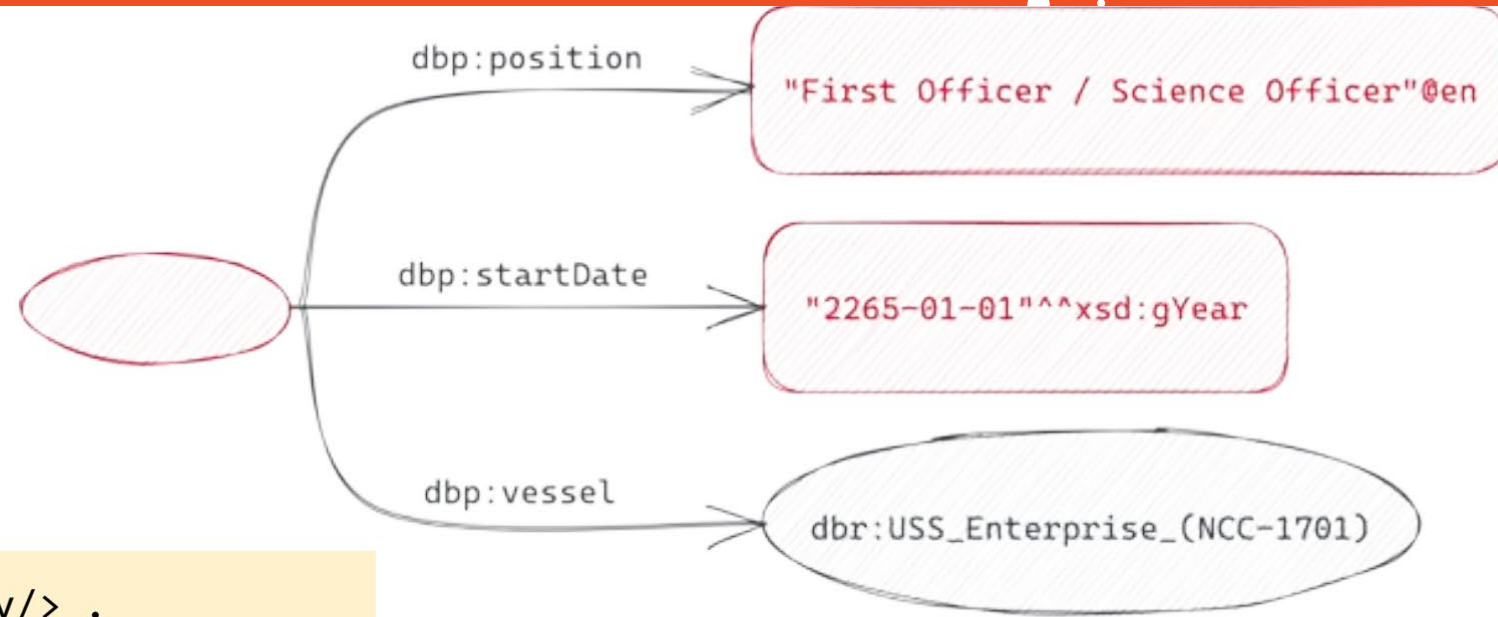 dbp:position
"First Officer / Science Officer"@en
dbp:startDate
"2265-01-01"^^xsd:gYear
dbp:vessel
dbr:USS_Enterprise_(NCC-1701)
/> .